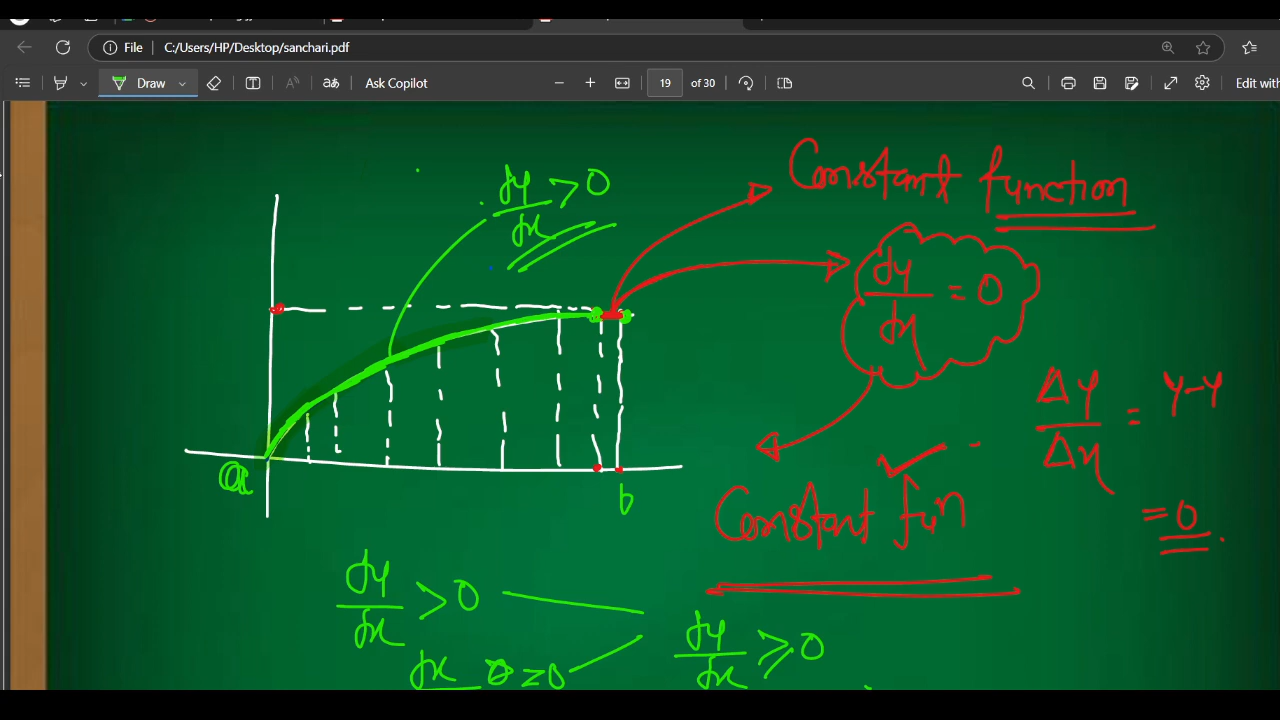 File | C:/Users/HP/Desktop/sanchari.pdf
Draw
Ask Copilot
19 of 30
Edit with
dy/dx > 0
Constant function
dy/dx = 0
Δy/Δx = y-y
= 0
a
b
Constant fun
dy/dx > 0
dy/dx ≥ 0